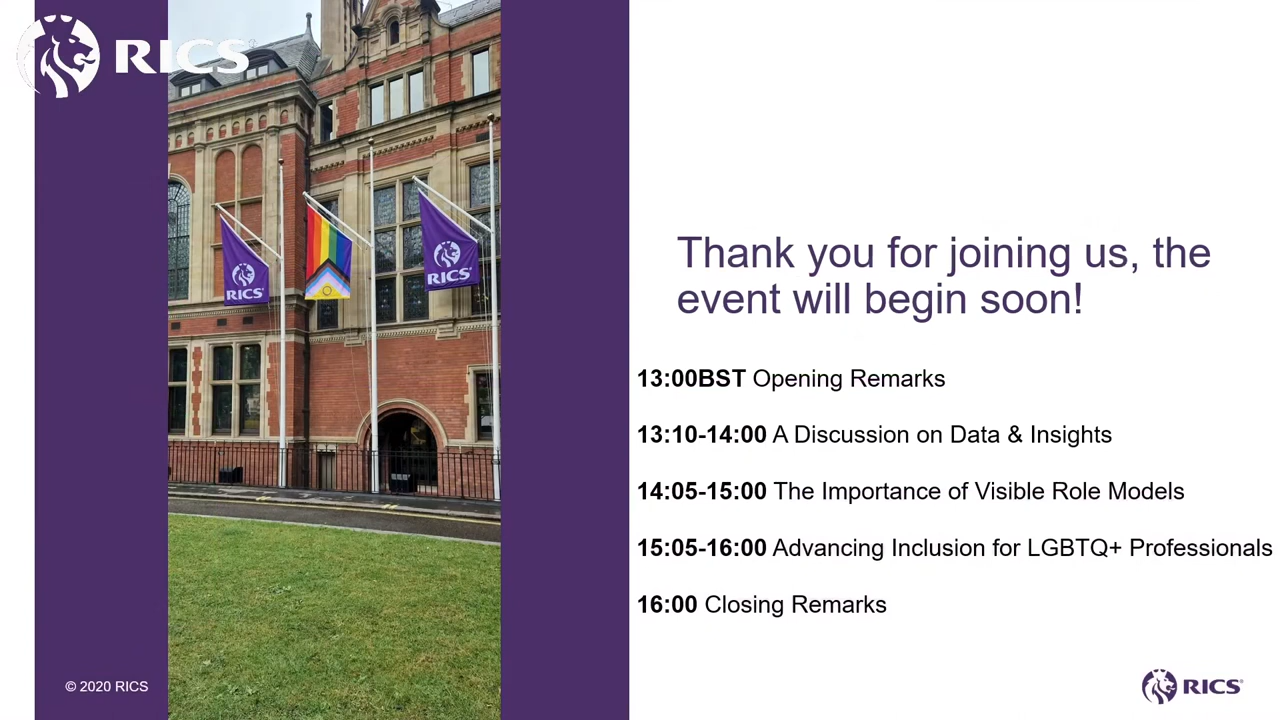 RICS
RICS
RICS
Thank you for joining us, the
event will begin soon!
13:00BST Opening Remarks
13:10-14:00 A Discussion on Data & Insights
14:05-15:00 The Importance of Visible Role Models
15:05-16:00 Advancing Inclusion for LGBTQ+ Professionals
16:00 Closing Remarks
© 2020 RICS
RICS